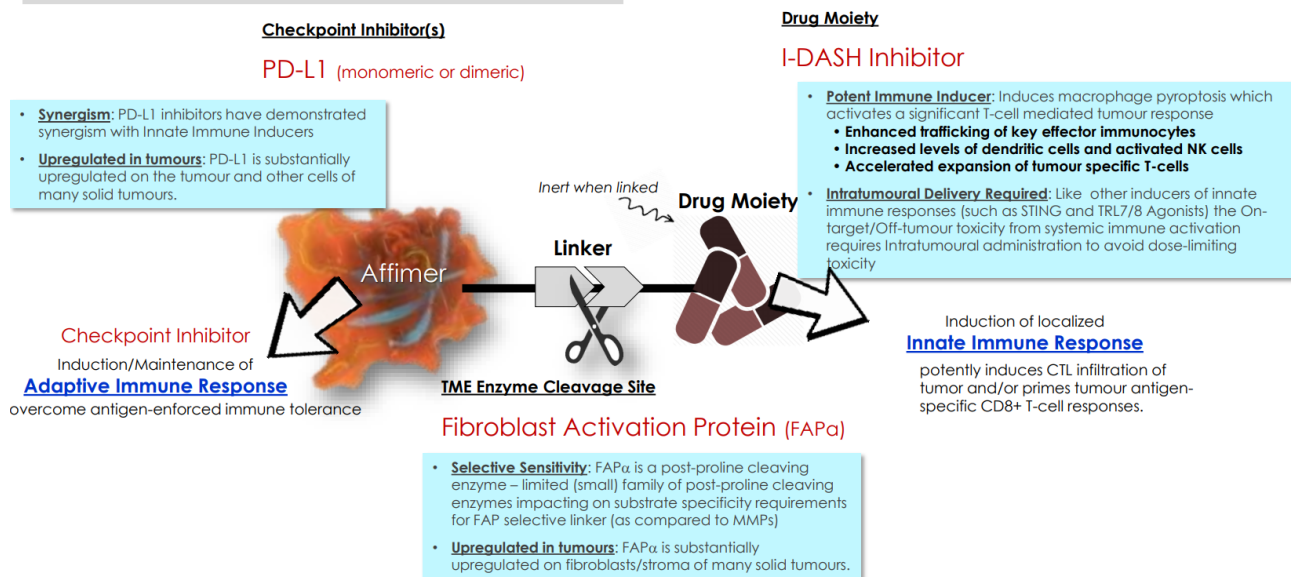 Checkpoint Inhibitor(s)
PD-L1 (monomeric or dimeric)
• Synergism: PD-L1 inhibitors have demonstrated
synergism with Innate Immune Inducers
• Upregulated in tumours: PD-L1 is substantially
upregulated on the tumour and other cells of
many solid tumours.
Drug Moiety
I-DASH Inhibitor
• Potent Immune Inducer: Induces macrophage pyroptosis which
activates a significant T-cell mediated tumour response
• Enhanced trafficking of key effector immunocytes
• Increased levels of dendritic cells and activated NK cells
• Accelerated expansion of tumour specific T-cells
• Intratumoural Delivery Required: Like other inducers of innate
immune responses (such as STING and TRL7/8 Agonists) the On-
target/Off-tumour toxicity from systemic immune activation
requires Intratumoural administration to avoid dose-limiting
toxicity
Inert when linked
Drug Moiety
Linker
Affimer
Checkpoint Inhibitor
Induction/Maintenance of
Adaptive Immune Response
overcome antigen-enforced immune tolerance
Induction of localized
Innate Immune Response
potently induces CTL infiltration of
tumor and/or primes tumour antigen-
specific CD8+ T-cell responses.
TME Enzyme Cleavage Site
Fibroblast Activation Protein (FAPa)
• Selective Sensitivity: FAPα is a post-proline cleaving
enzyme – limited (small) family of post-proline cleaving
enzymes impacting on substrate specificity requirements
for FAP selective linker (as compared to MMPs)
• Upregulated in tumours: FAPα is substantially
upregulated on fibroblasts/stroma of many solid tumours.